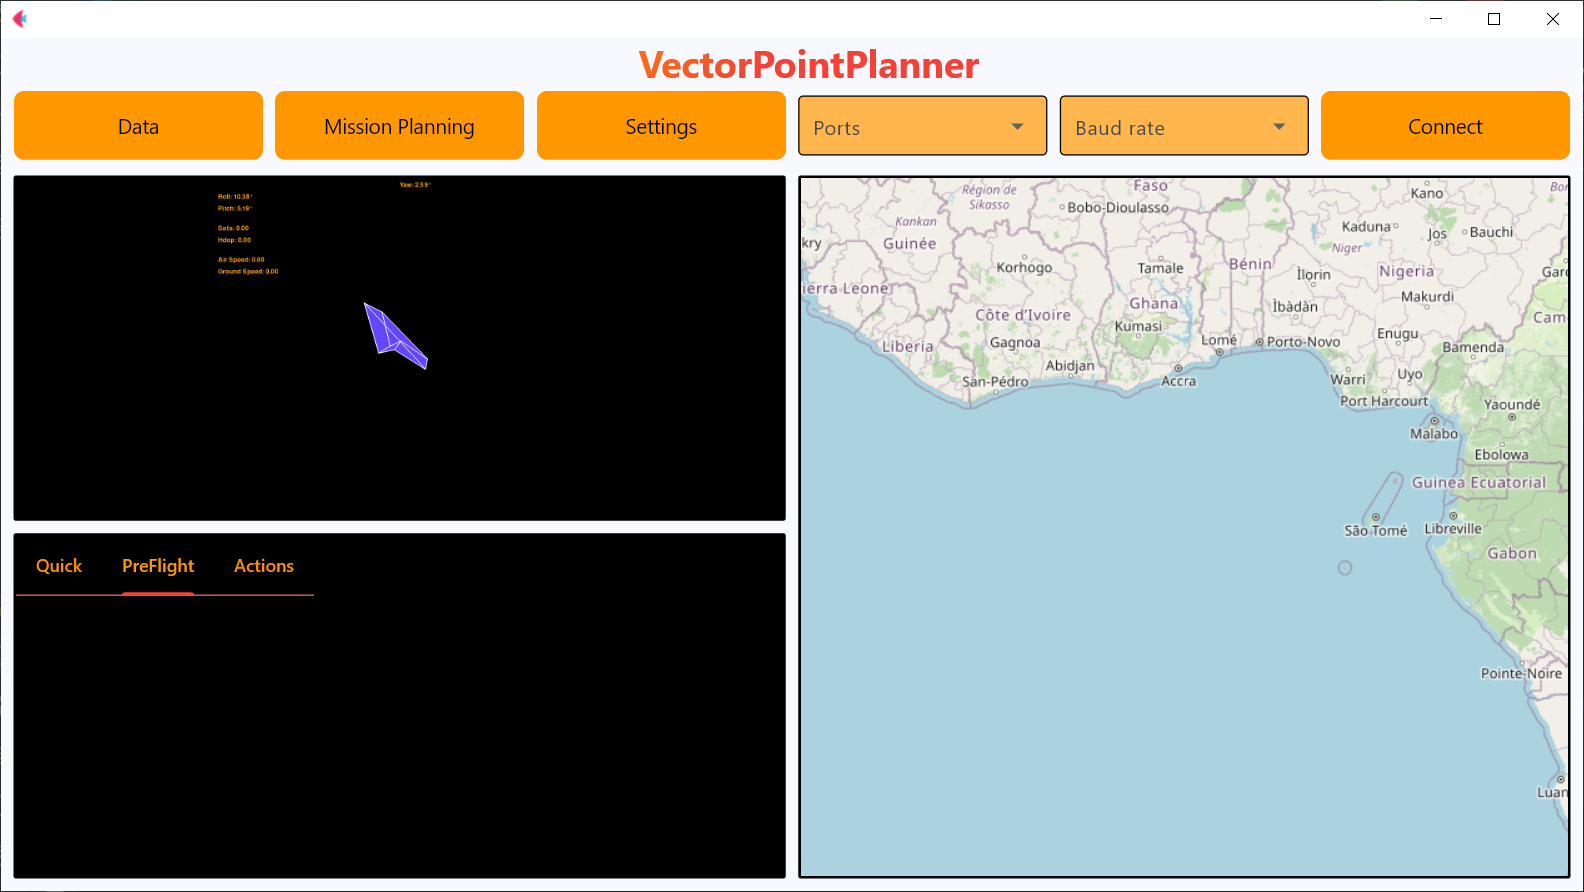 VectorPointPlanner
Data
Mission Planning
Settings
Ports
Baud rate
Connect
Yaw: 2.59°
Roll: 10.38°
Pitch: 5.19°
Sats: 0.00
Hdop: 0.00
Air Speed: 0.00
Ground Speed: 0.00
Quick
PreFlight
Actions
Région de
Sikasso
Faso
Kano
Bobo-Dioulasso
Kankan
Kaduna
Jos
Bauchi
kry
Guinée
Niger
Bénin
Korhogo
Tamale
Ìlọrin
Nigeria
ierra Leone
Ghana
Makurdi
Ìbàdàn
Côte d'Ivoire
Cam
Kumasi
Enugu
Liberia
Gagnoa
Lomé
Porto-Novo
Bamenda
Abidjan
San-Pédro
Accra
Warri
Uyo
Port Harcourt
Yaoundé
Malabo
Ebolowa
Guinea Ecuatorial
São Tomé
Libreville
Gabon
Pointe-Noire
Luan